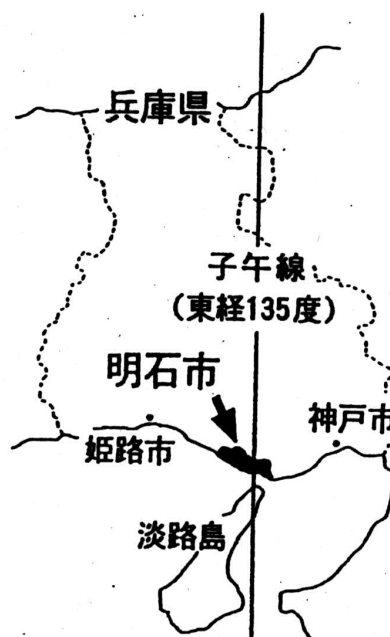 兵庫県
子午線
(東経135度)
明石市
神戸市
姫路市
淡路島